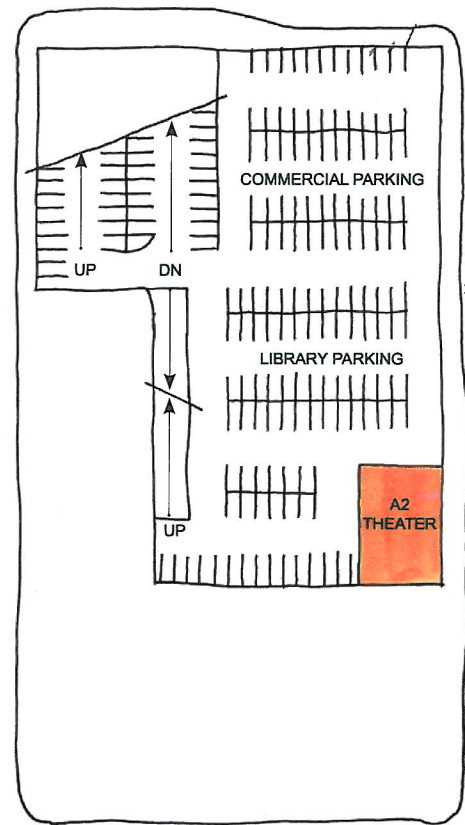 COMMERCIAL PARKING
UP
DN
LIBRARY PARKING
A2
THEATER
UP